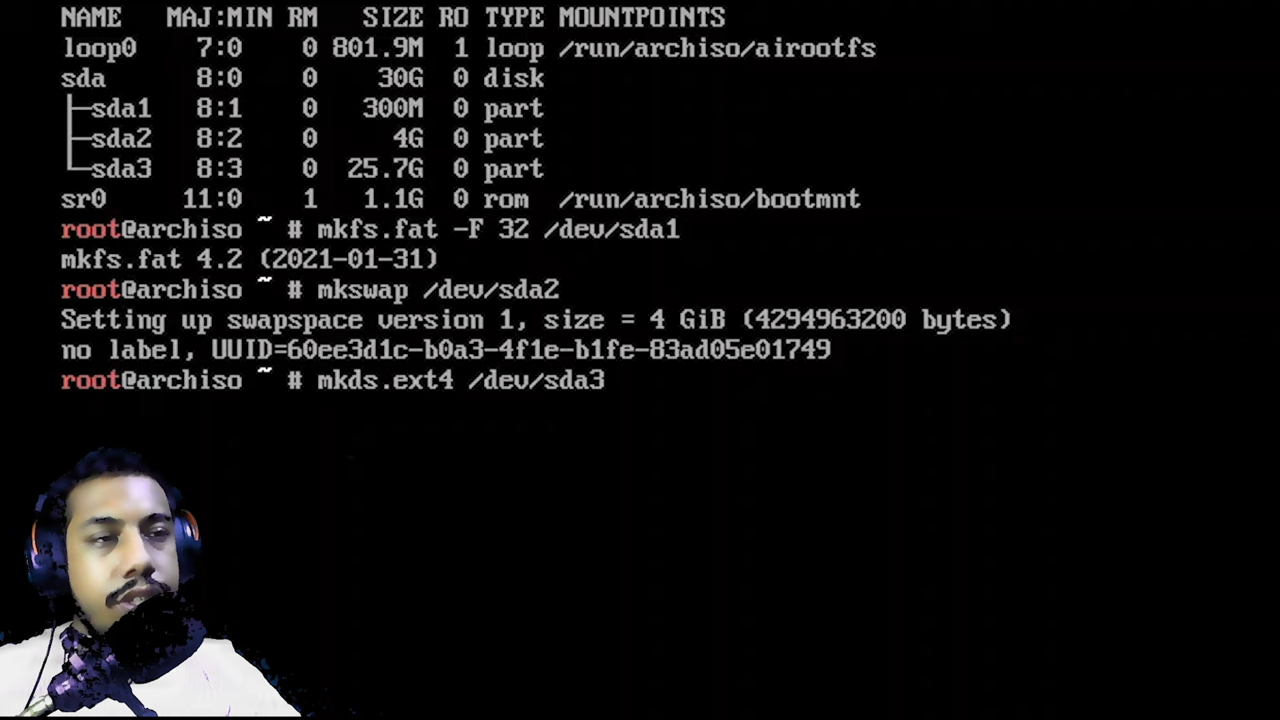 NAME MAJ:MIN RM SIZE RO TYPE MOUNTPOINTS
loop0 7:0 0 801.9M 1 loop /run/archiso/airootfs
sda 8:0 0 30G 0 disk
├─sda1 8:1 0 300M 0 part
├─sda2 8:2 0 4G 0 part
└─sda3 8:3 0 25.7G 0 part
sr0 11:0 1 1.1G 0 rom /run/archiso/bootmnt
root@archiso ~ # mkfs.fat -F 32 /dev/sda1
mkfs.fat 4.2 (2021-01-31)
root@archiso ~ # mkswap /dev/sda2
Setting up swapspace version 1, size = 4 GiB (4294963200 bytes)
no label, UUID=60ee3d1c-b0a3-4f1e-b1fe-83ad05e01749
root@archiso ~ # mkds.ext4 /dev/sda3